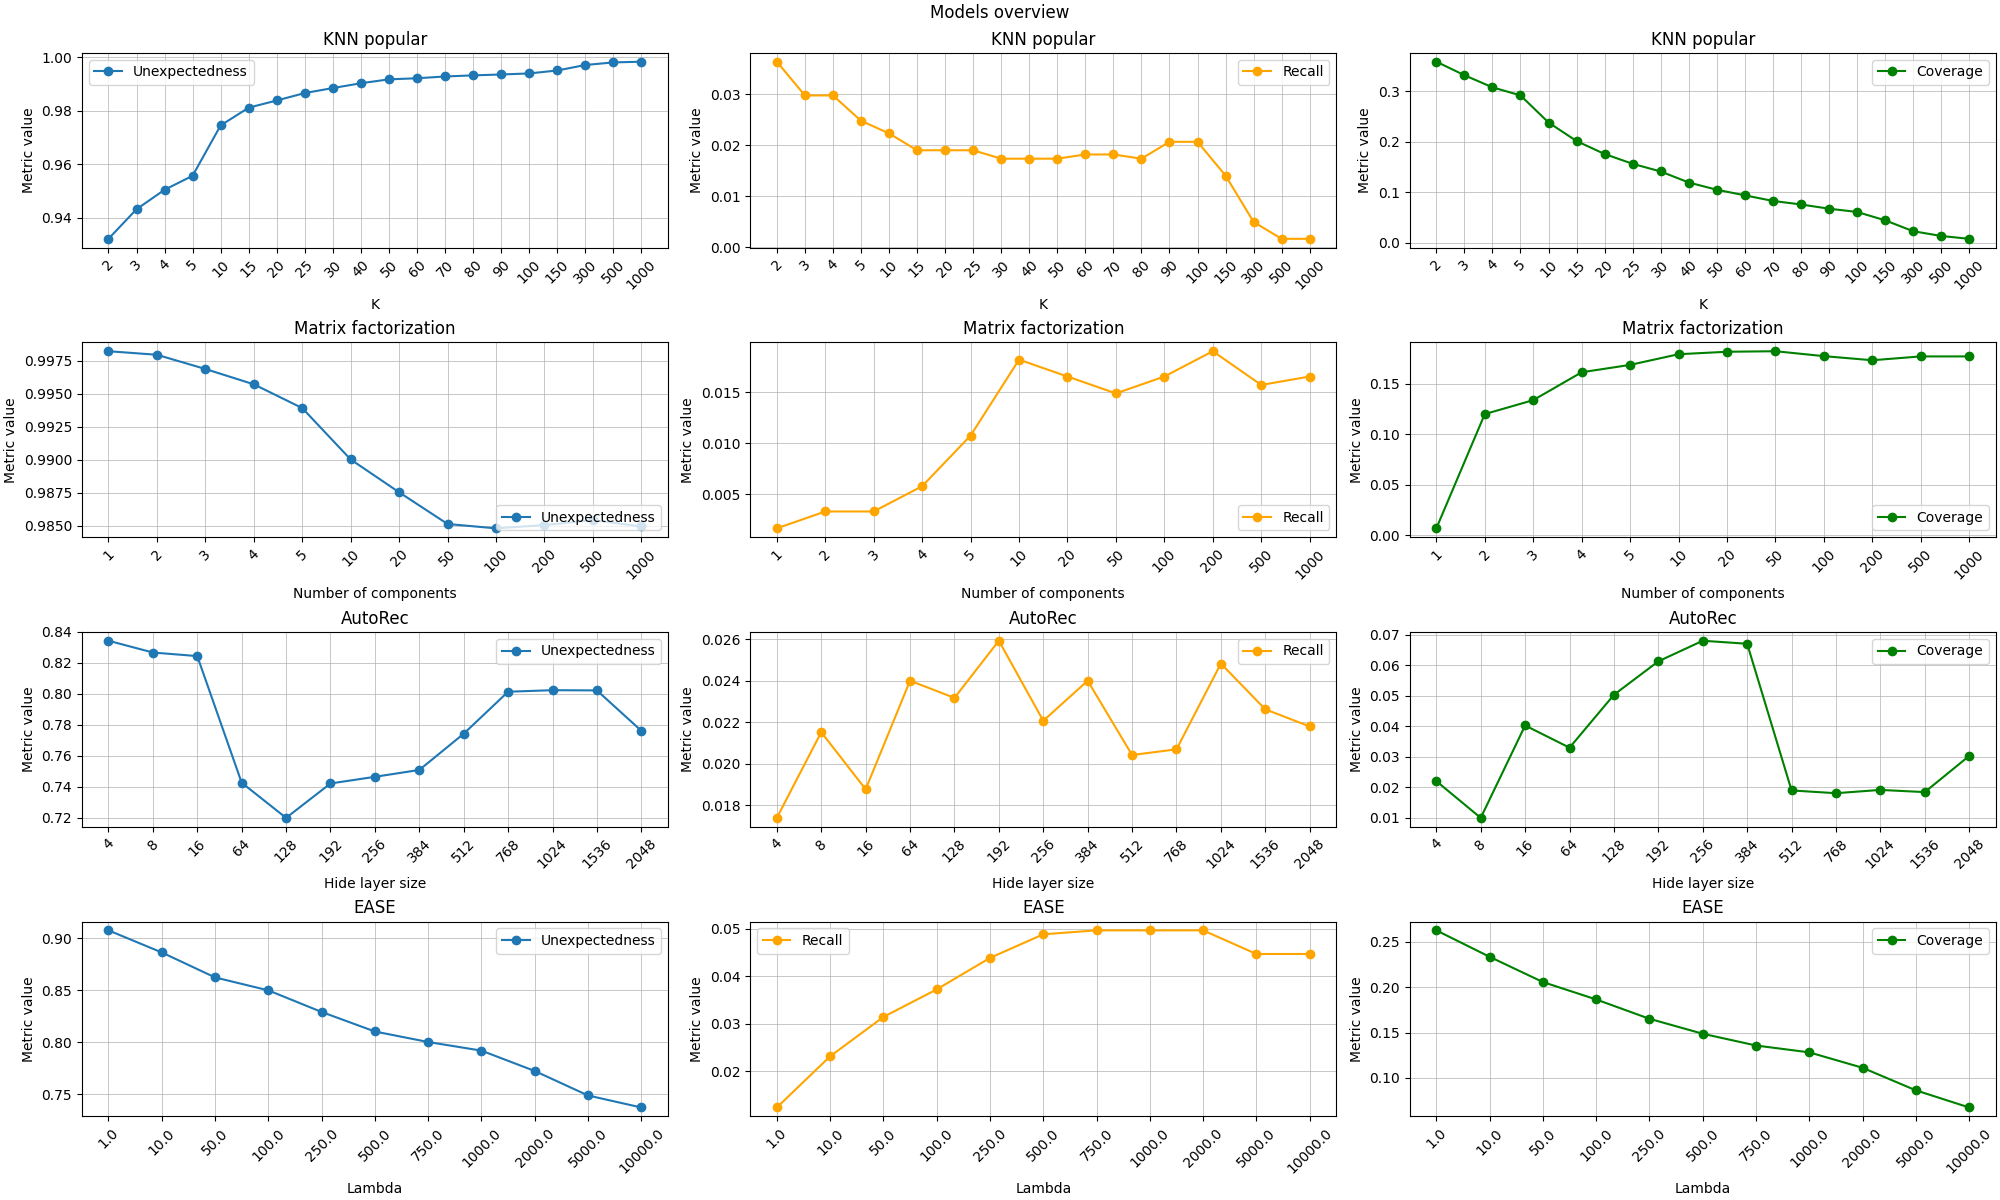 Models overview
KNN popular
Metric value
1.00
0.98
0.96
0.94
Unexpectedness
2 3 4 5 10 15 20 25 30 40 50 60 70 80 90 100 150 300 500 1000
K
KNN popular
Metric value
0.03
0.02
0.01
0.00
Recall
2 3 4 5 10 15 20 25 30 40 50 60 70 80 90 100 150 300 500 1000
K
KNN popular
Metric value
0.3
0.2
0.1
0.0
Coverage
2 3 4 5 10 15 20 25 30 40 50 60 70 80 90 100 150 300 500 1000
K
Matrix factorization
Metric value
0.9975
0.9950
0.9925
0.9900
0.9875
0.9850
Unexpectedness
1 2 3 4 5 10 20 50 100 200 500 1000
Number of components
Matrix factorization
Metric value
0.015
0.010
0.005
Recall
1 2 3 4 5 10 20 50 100 200 500 1000
Number of components
Matrix factorization
Metric value
0.15
0.10
0.05
0.00
Coverage
1 2 3 4 5 10 20 50 100 200 500 1000
Number of components
AutoRec
Metric value
0.84
0.82
0.80
0.78
0.76
0.74
0.72
Unexpectedness
4 8 16 64 128 192 256 384 512 768 1024 1536 2048
Hide layer size
AutoRec
Metric value
0.026
0.024
0.022
0.020
0.018
Recall
4 8 16 64 128 192 256 384 512 768 1024 1536 2048
Hide layer size
AutoRec
Metric value
0.07
0.06
0.05
0.04
0.03
0.02
0.01
Coverage
4 8 16 64 128 192 256 384 512 768 1024 1536 2048
Hide layer size
EASE
Metric value
0.90
0.85
0.80
0.75
Unexpectedness
1.0 10.0 50.0 100.0 250.0 500.0 750.0 1000.0 2000.0 5000.0 10000.0
Lambda
EASE
Metric value
0.05
0.04
0.03
0.02
Recall
1.0 10.0 50.0 100.0 250.0 500.0 750.0 1000.0 2000.0 5000.0 10000.0
Lambda
EASE
Metric value
0.25
0.20
0.15
0.10
Coverage
1.0 10.0 50.0 100.0 250.0 500.0 750.0 1000.0 2000.0 5000.0 10000.0
Lambda